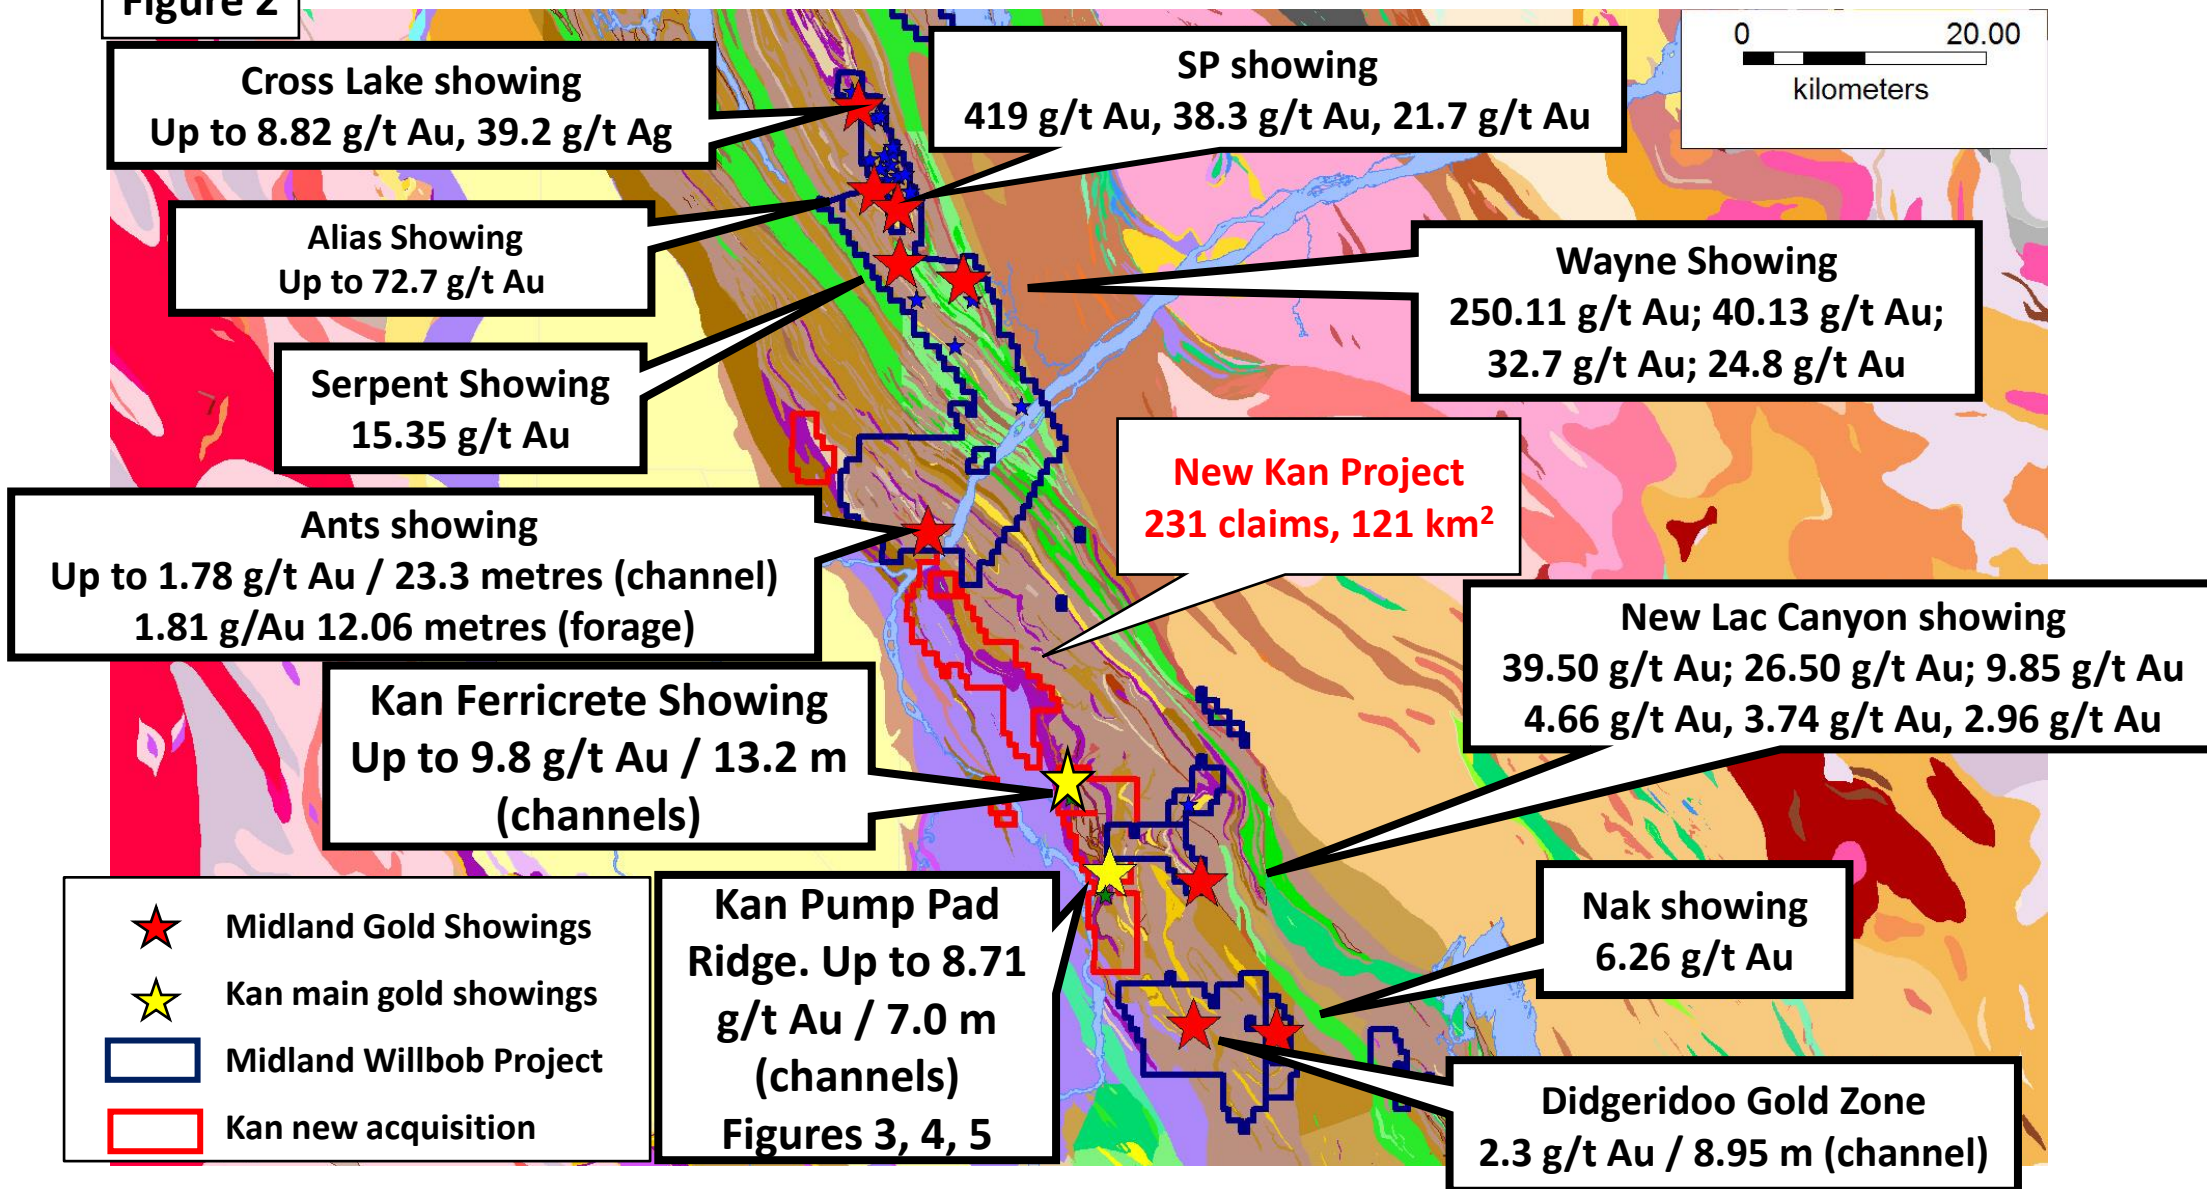 Figure 2
0 20.00
kilometers
Cross Lake showing
Up to 8.82 g/t Au, 39.2 g/t Ag
SP showing
419 g/t Au, 38.3 g/t Au, 21.7 g/t Au
Alias Showing
Up to 72.7 g/t Au
Wayne Showing
250.11 g/t Au; 40.13 g/t Au;
32.7 g/t Au; 24.8 g/t Au
Serpent Showing
15.35 g/t Au
New Kan Project
231 claims, 121 km²
Ants showing
Up to 1.78 g/t Au / 23.3 metres (channel)
1.81 g/Au 12.06 metres (forage)
New Lac Canyon showing
39.50 g/t Au; 26.50 g/t Au; 9.85 g/t Au
4.66 g/t Au, 3.74 g/t Au, 2.96 g/t Au
Kan Ferricrete Showing
Up to 9.8 g/t Au / 13.2 m
(channels)
Kan Pump Pad
Ridge. Up to 8.71
g/t Au / 7.0 m
(channels)
Figures 3, 4, 5
Nak showing
6.26 g/t Au
Didgeridoo Gold Zone
2.3 g/t Au / 8.95 m (channel)
Midland Gold Showings
Kan main gold showings
Midland Willbob Project
Kan new acquisition